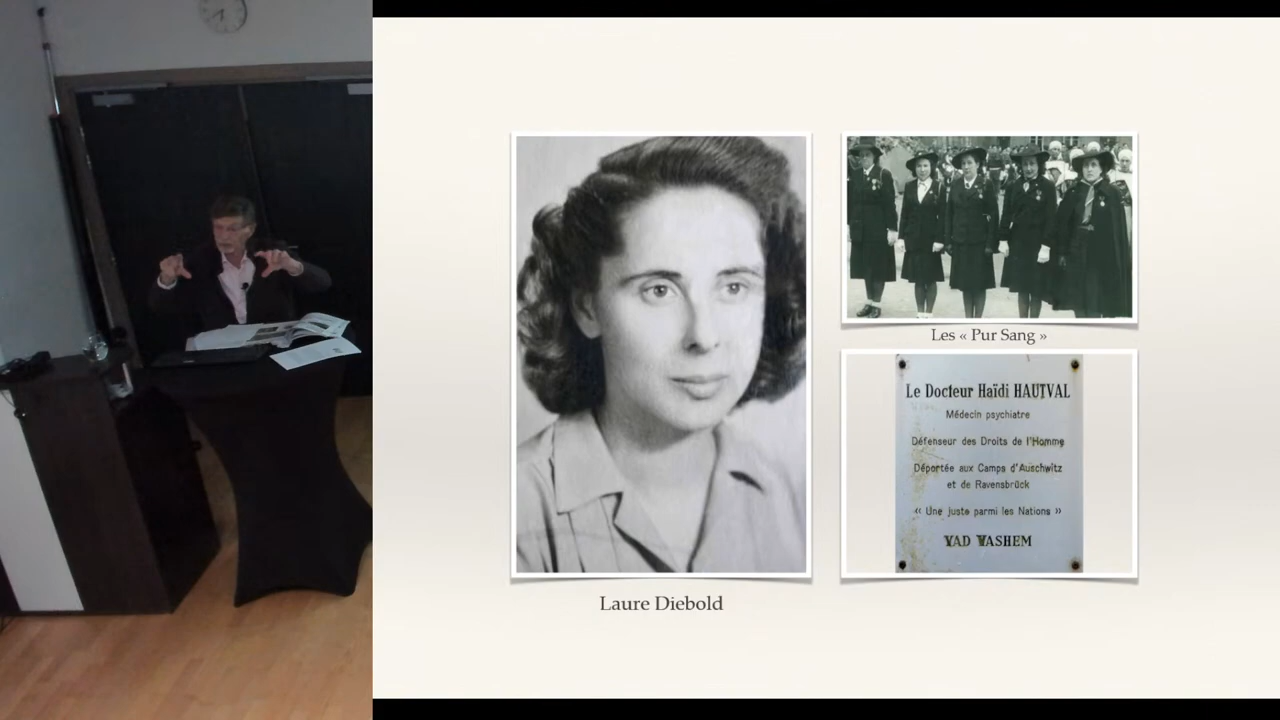 Laure Diebold
Les « Pur Sang »
Le Docteur Haïdi HAUTVAL
Médecin psychiatre
Défenseur des Droits de l'Homme
Déportée aux Camps d'Auschwitz
et de Ravensbrück
« Une juste parmi les Nations »
YAD VASHEM